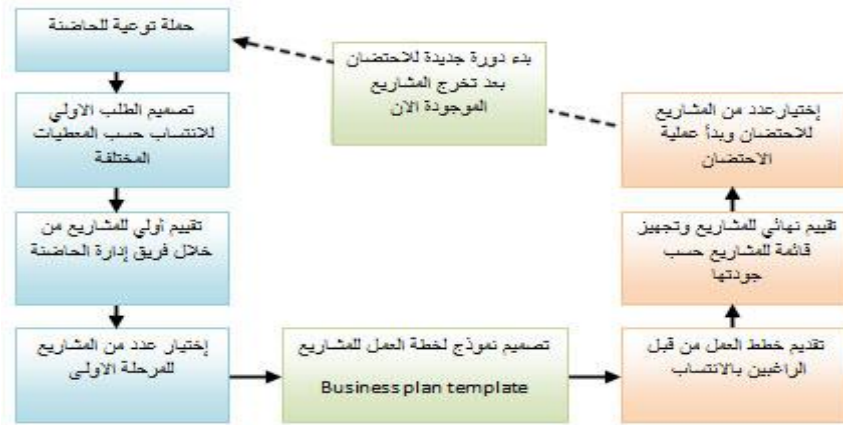 حملة توعية للحاضنة
تصميم الطلب الاولي
للانتساب حسب المعطيات
المختلفة
تقييم أولي للمشاريع من
خلال فريق إدارة الحاضنة
إختيار عدد من المشاريع
للمرحلة الاولى
تصميم نموذج لخطة العمل للمشاريع
Business plan template
تقديم خطط العمل من قبل
الراغبين بالانتساب
تقييم نهائي للمشاريع وتجهيز
قائمة للمشاريع حسب
جودتها
إختيارعدد من المشاريع
للاحتضان وبدأ عملية
الاحتضان
بدء دورة جديدة للاحتضان
بعد تخرج المشاريع
الموجودة الان